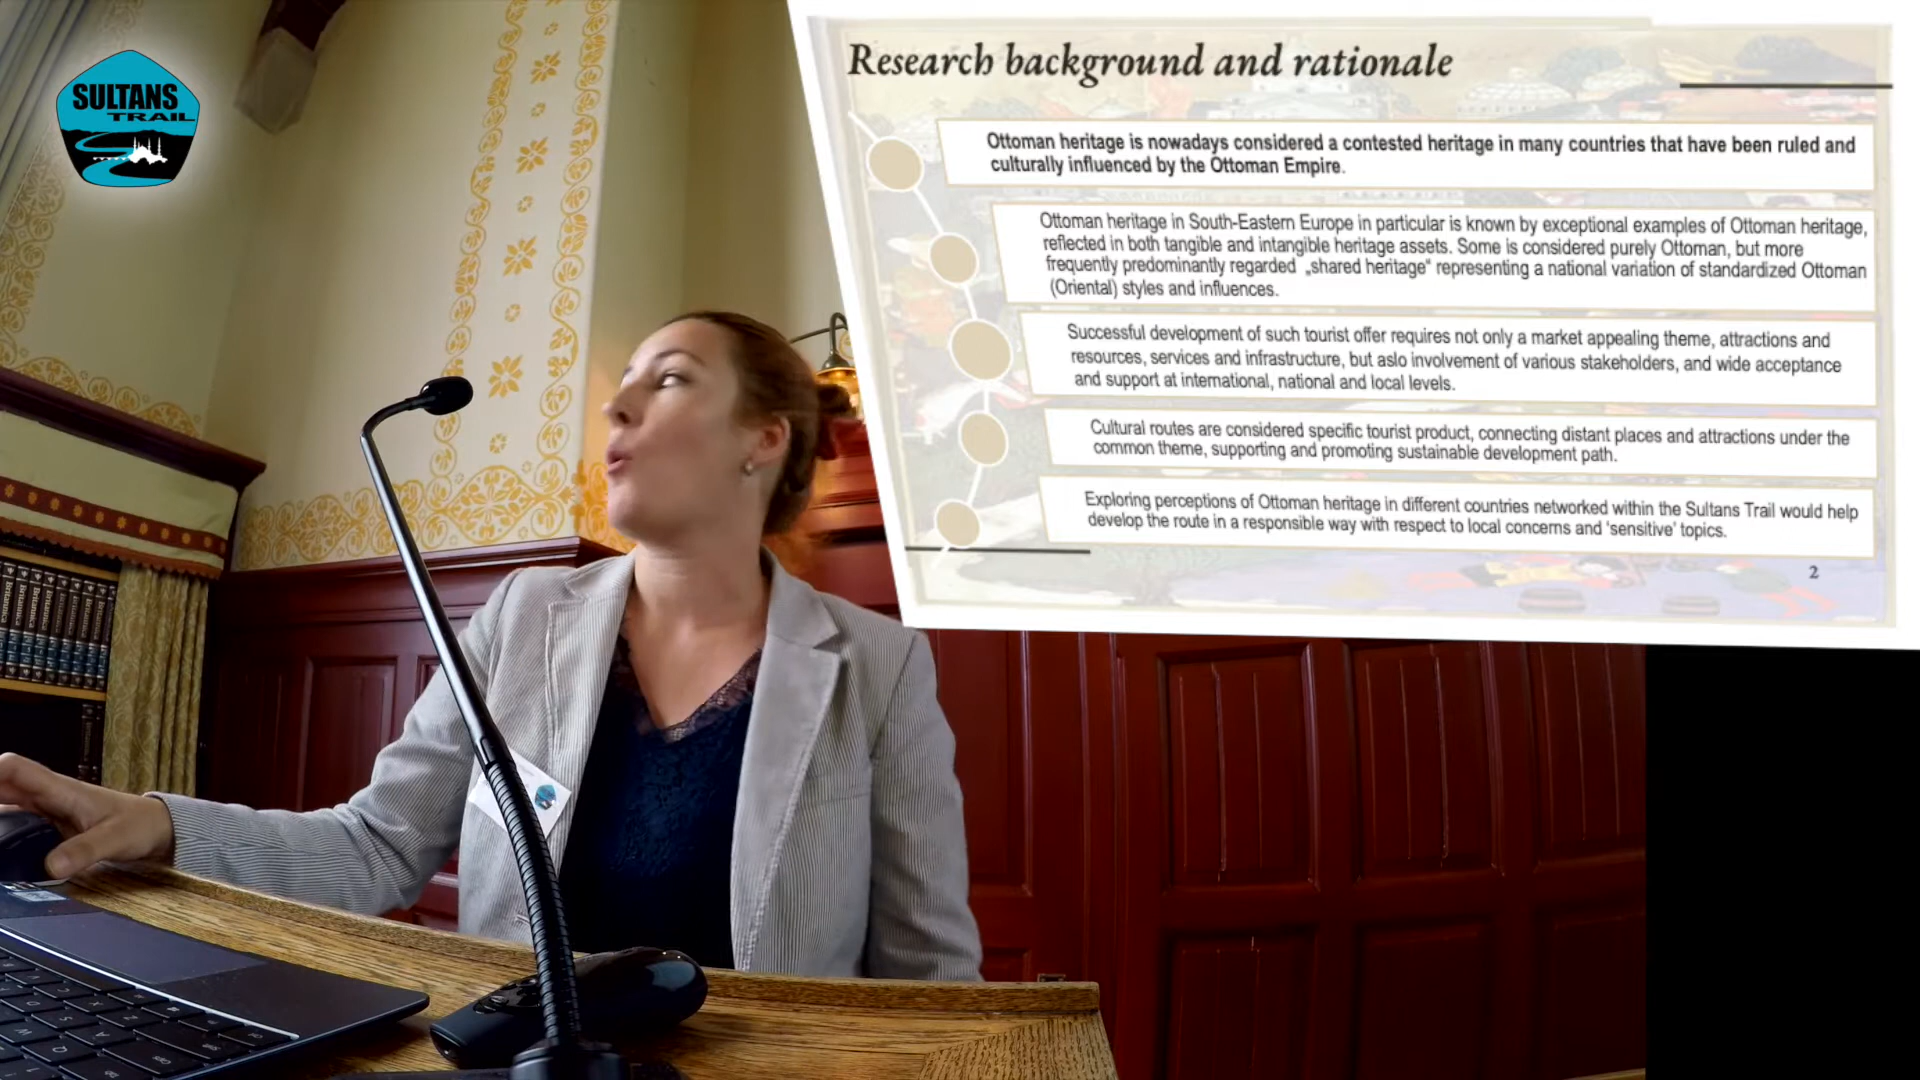 SULTANS
TRAIL
Research background and rationale
Ottoman heritage is nowadays considered a contested heritage in many countries that have been ruled and
culturally influenced by the Ottoman Empire.
Ottoman heritage in South-Eastern Europe in particular is known by exceptional examples of Ottoman heritage,
reflected in both tangible and intangible heritage assets. Some is considered purely Ottoman, but more
frequently predominantly regarded „shared heritage“ representing a national variation of standardized Ottoman
(Oriental) styles and influences.
Successful development of such tourist offer requires not only a market appealing theme, attractions and
resources, services and infrastructure, but aslo involvement of various stakeholders, and wide acceptance
and support at international, national and local levels.
Cultural routes are considered specific tourist product, connecting distant places and attractions under the
common theme, supporting and promoting sustainable development path.
Exploring perceptions of Ottoman heritage in different countries networked within the Sultans Trail would help
develop the route in a responsible way with respect to local concerns and ‘sensitive’ topics.
2
Britannica
Britannica
Britannica
Britannica